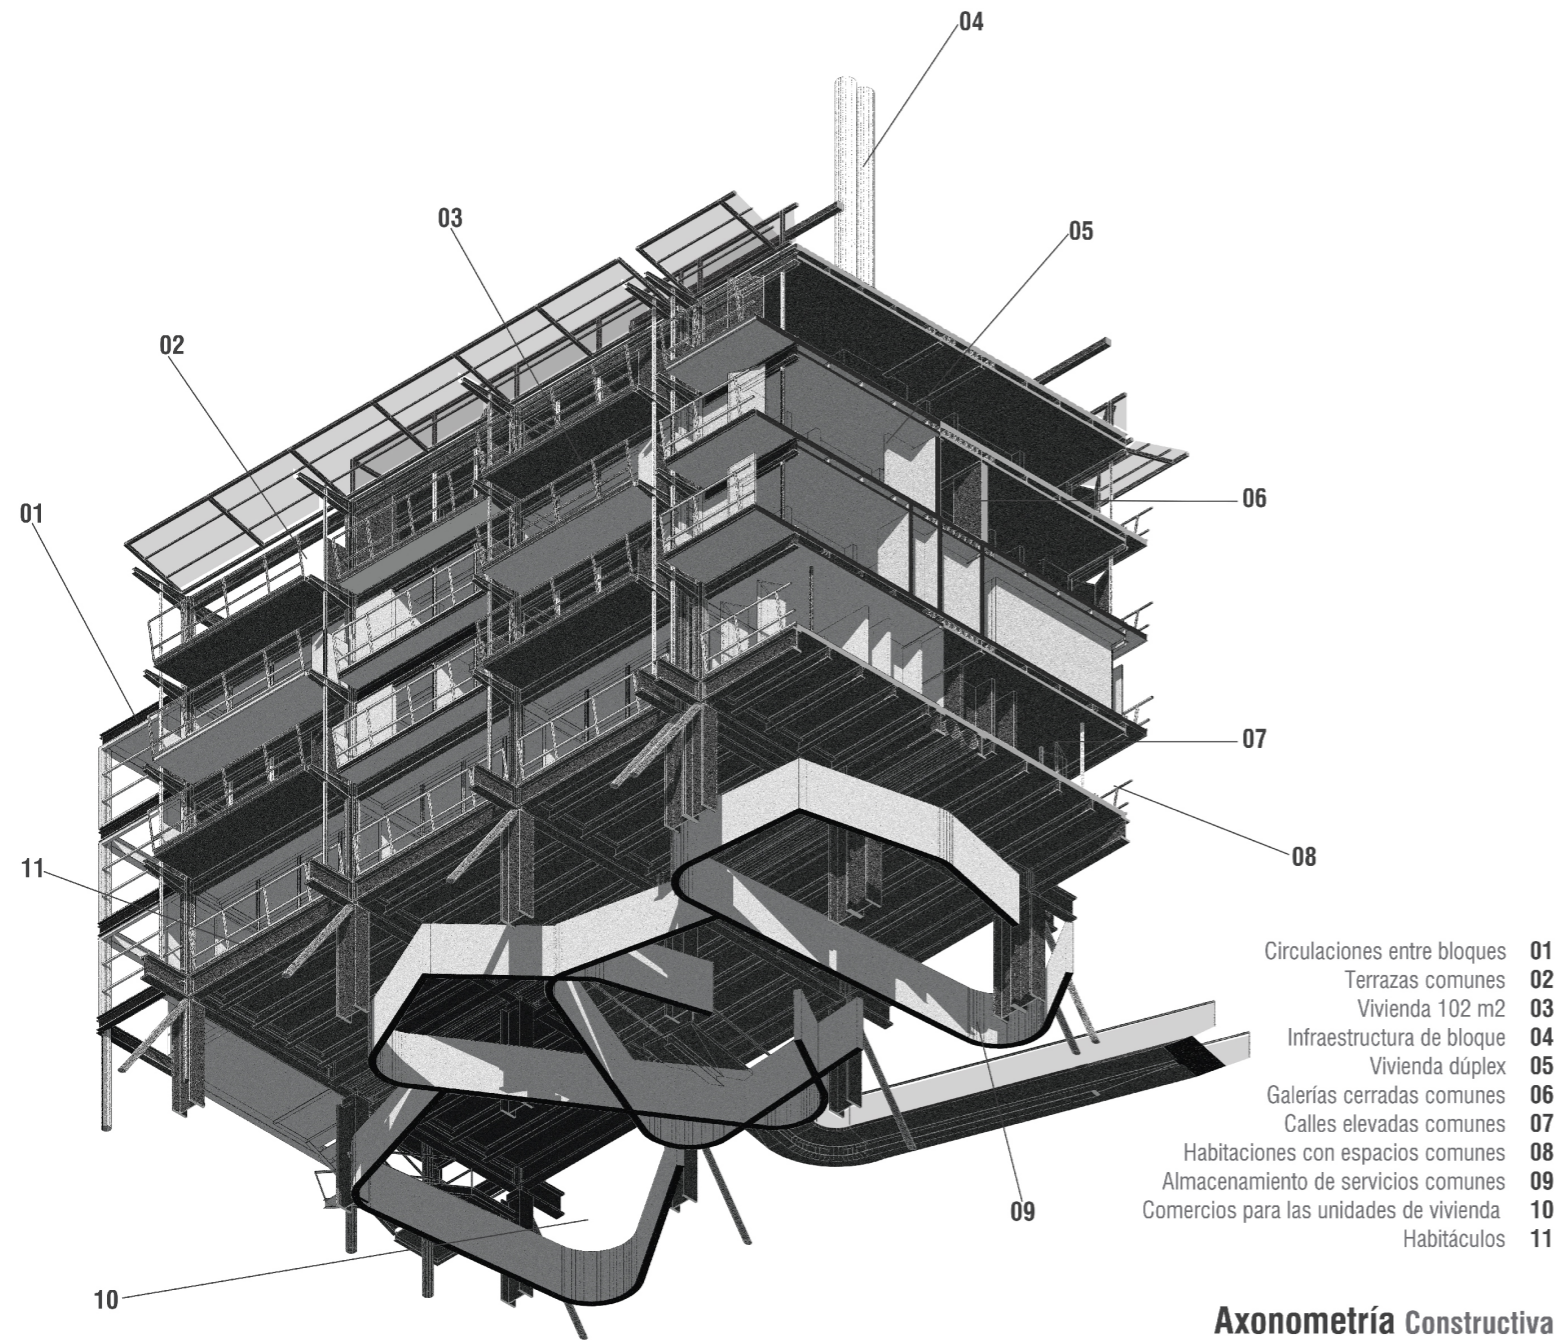 04
03
05
02
06
01
07
08
11
09
10
Circulaciones entre bloques 01
Terrazas comunes 02
Vivienda 102 m2 03
Infraestructura de bloque 04
Vivienda dúplex 05
Galerías cerradas comunes 06
Calles elevadas comunes 07
Habitaciones con espacios comunes 08
Almacenamiento de servicios comunes 09
Comercios para las unidades de vivienda 10
Habitáculos 11
Axonometría Constructiva